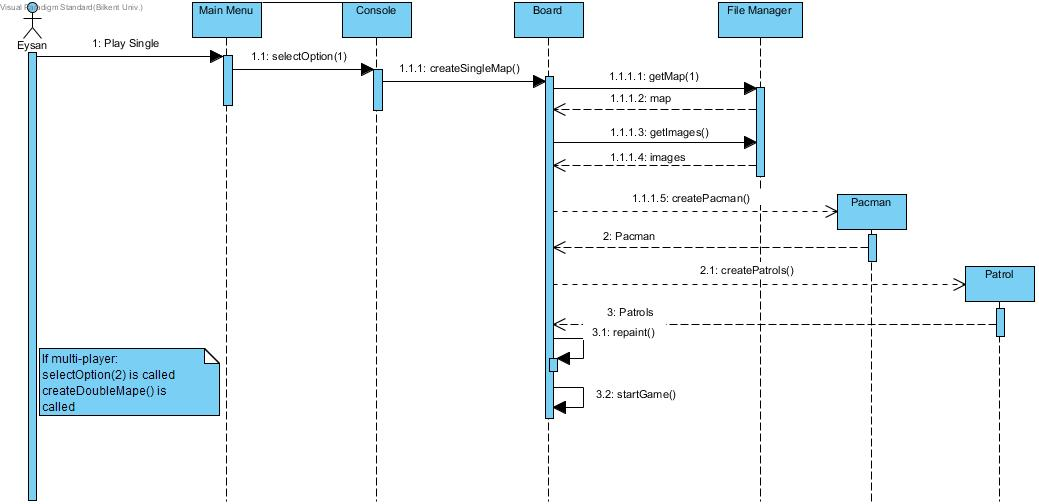 Visual Paradigm Standard(Bilkent Univ.)
Eysan
Main Menu
Console
Board
File Manager
1: Play Single
1.1: selectOption(1)
1.1.1: createSingleMap()
1.1.1.1: getMap(1)
1.1.1.2: map
1.1.1.3: getImages()
1.1.1.4: images
1.1.1.5: createPacman()
Pacman
2: Pacman
2.1: createPatrols()
Patrol
3: Patrols
3.1: repaint()
If multi-player:
selectOption(2) is called
createDoubleMape() is
called
3.2: startGame()